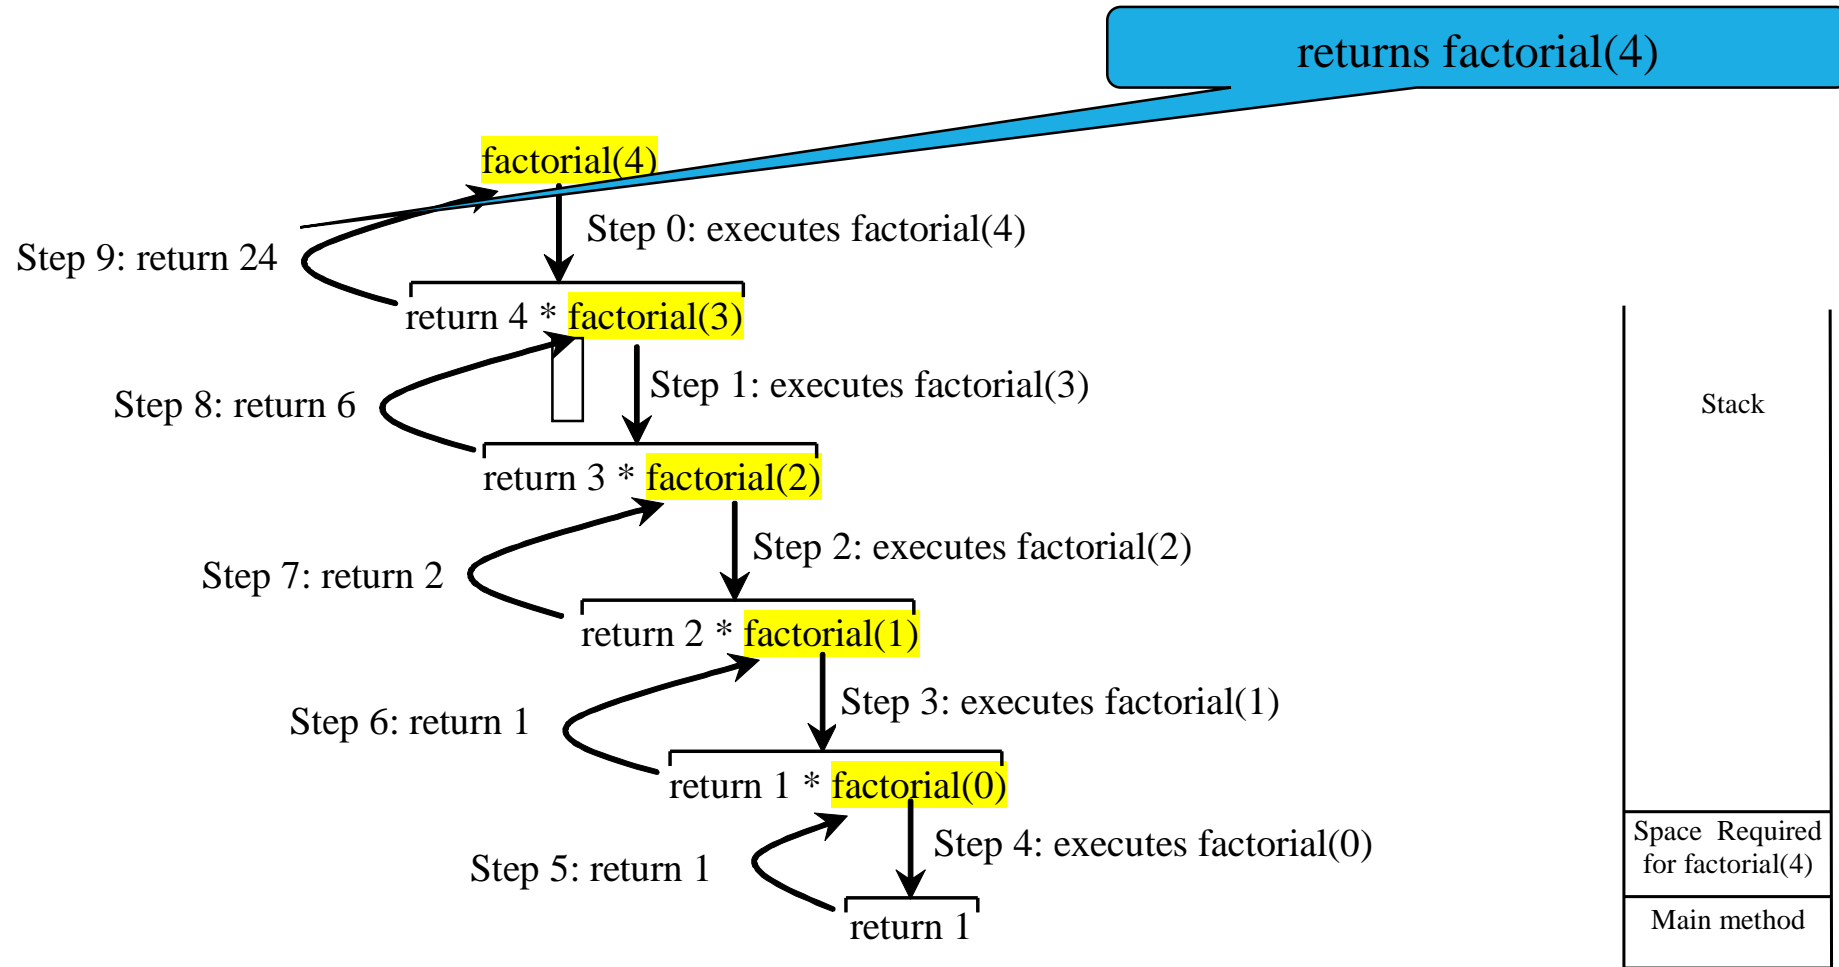 returns factorial(4)
factorial(4)
Step 0: executes factorial(4)
Step 9: return 24
return 4 * factorial(3)
Step 1: executes factorial(3)
Step 8: return 6
Stack
return 3 * factorial(2)
Step 2: executes factorial(2)
Step 7: return 2
return 2 * factorial(1)
Step 3: executes factorial(1)
Step 6: return 1
return 1 * factorial(0)
Step 4: executes factorial(0)
Step 5: return 1
return 1
Space Required
for factorial(4)
Main method